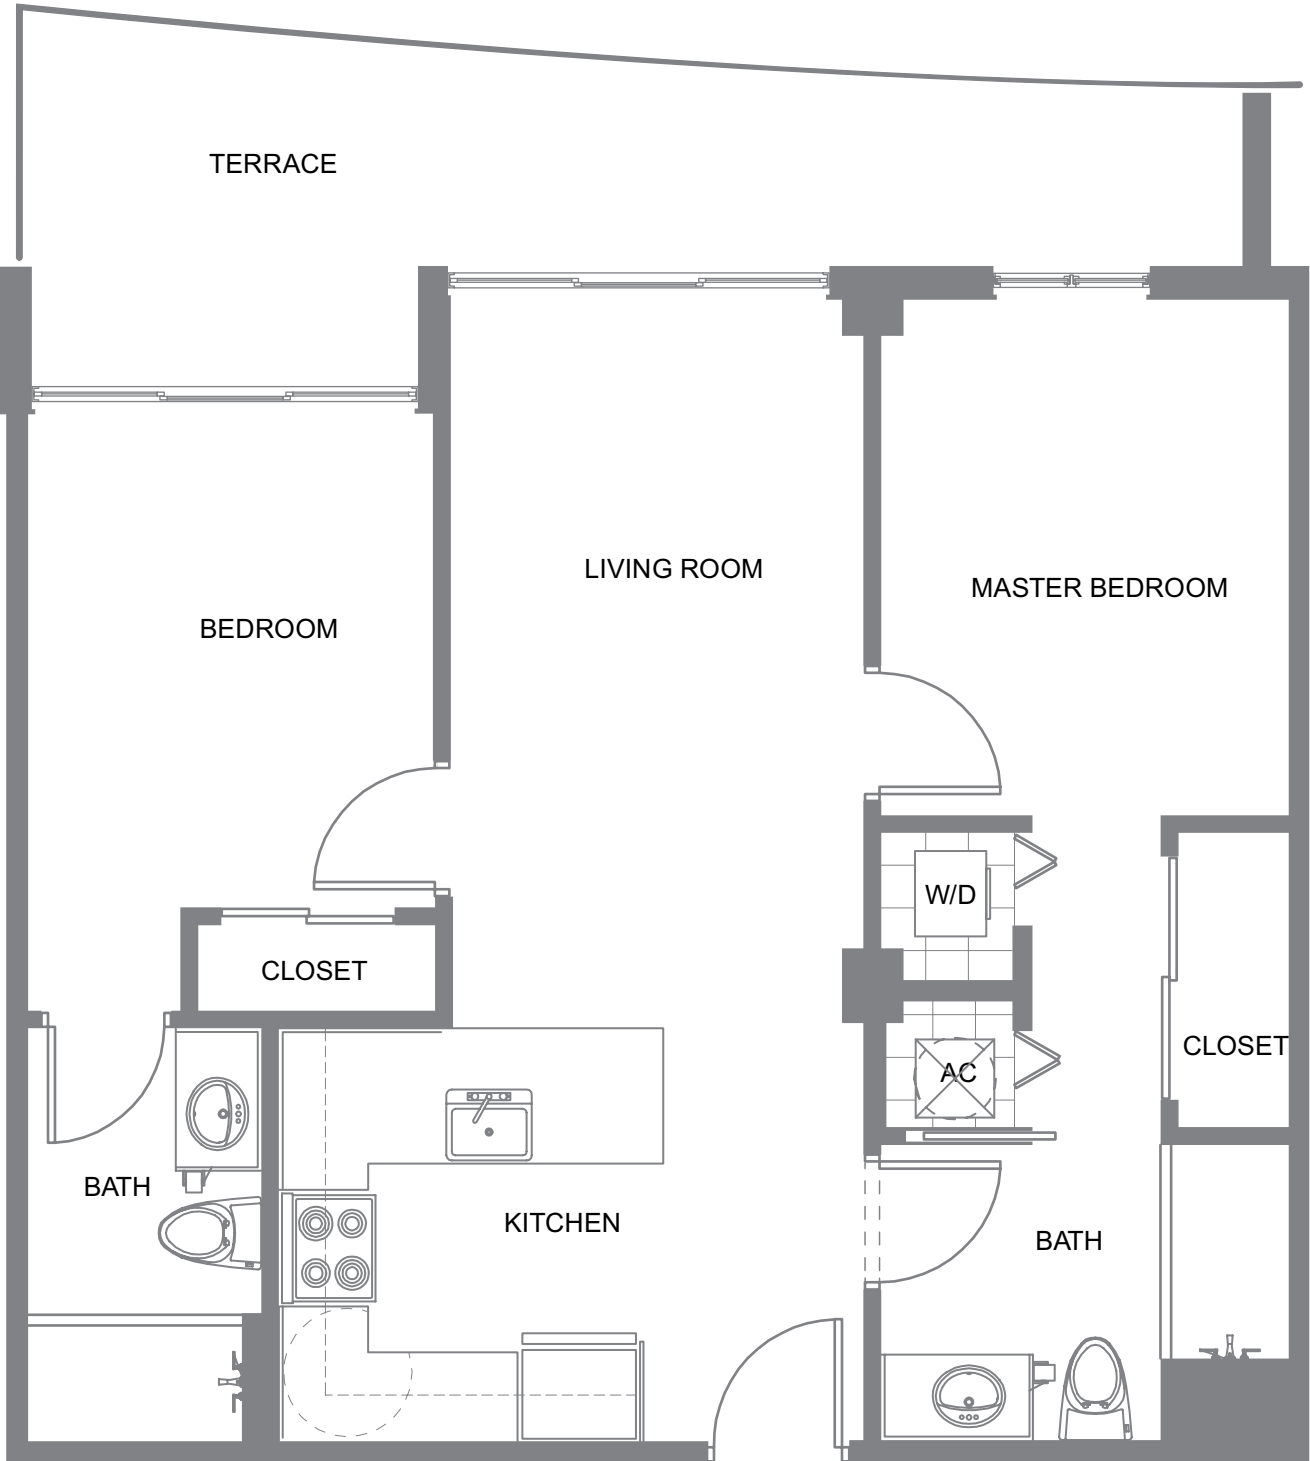 TERRACE
LIVING ROOM
MASTER BEDROOM
BEDROOM
W/D
CLOSET
CLOSET
AC
BATH
KITCHEN
BATH